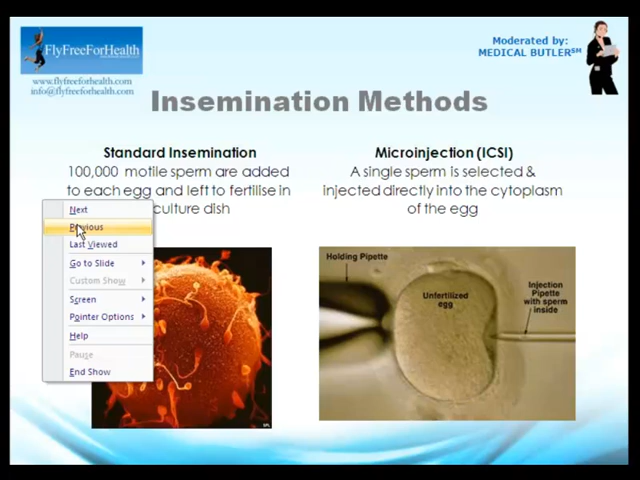 FlyFreeForHealth
www.flyfreeforhealth.com
info@flyfreeforhealth.com
Moderated by:
MEDICAL BUTLER℠
Insemination Methods
Standard Insemination
100,000 motile sperm are added
to each egg and left to fertilise in
culture dish
Microinjection (ICSI)
A single sperm is selected &
injected directly into the cytoplasm
of the egg
Next
Previous
Last Viewed
Go to Slide
Custom Show
Screen
Pointer Options
Help
Pause
End Show
Holding Pipette
Unfertilized
egg
Injection
Pipette
with sperm
inside